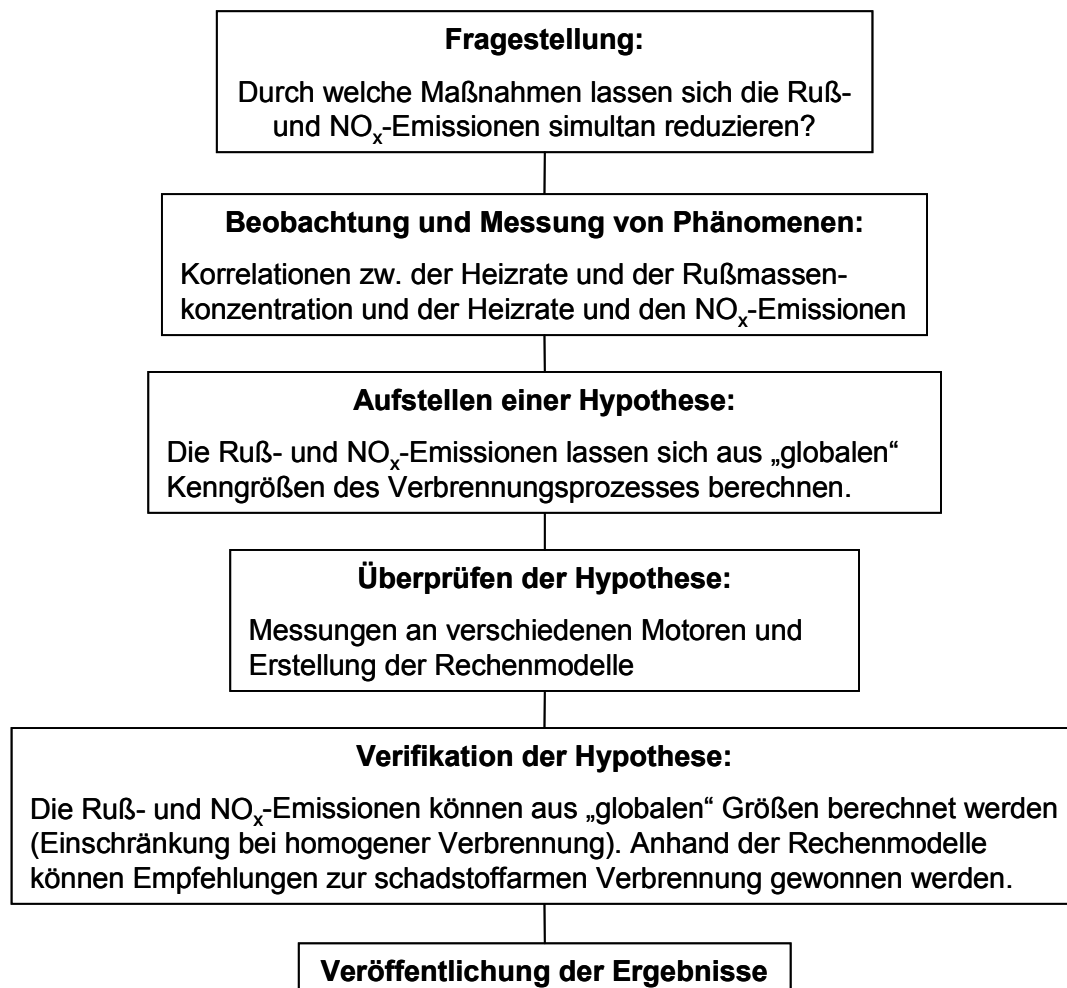 Fragestellung:
Durch welche Maßnahmen lassen sich die Ruß-
und NOx-Emissionen simultan reduzieren?
Beobachtung und Messung von Phänomenen:
Korrelationen zw. der Heizrate und der Rußmassen-
konzentration und der Heizrate und den NOx-Emissionen
Aufstellen einer Hypothese:
Die Ruß- und NOx-Emissionen lassen sich aus „globalen“
Kenngrößen des Verbrennungsprozesses berechnen.
Überprüfen der Hypothese:
Messungen an verschiedenen Motoren und
Erstellung der Rechenmodelle
Verifikation der Hypothese:
Die Ruß- und NOx-Emissionen können aus „globalen“ Größen berechnet werden
(Einschränkung bei homogener Verbrennung). Anhand der Rechenmodelle
können Empfehlungen zur schadstoffarmen Verbrennung gewonnen werden.
Veröffentlichung der Ergebnisse